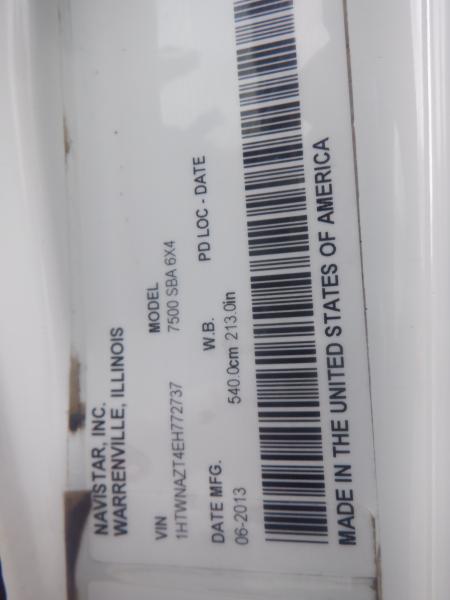 NAVISTAR, INC.
WARRENVILLE, ILLINOIS
VIN MODEL
1HTWNAZT4EH772737 7500 SBA 6X4
DATE MFG. W.B. PD LOC - DATE
06-2013 540.0cm 213.0in
MADE IN THE UNITED STATES OF AMERICA